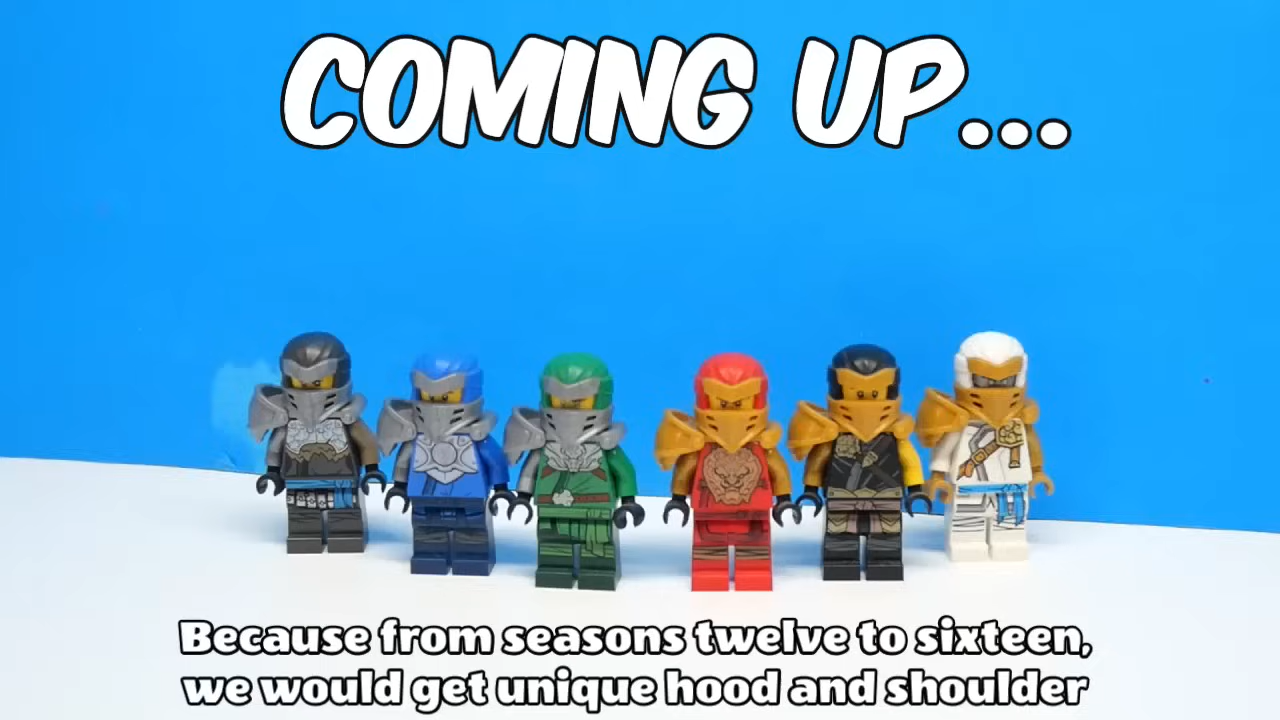 COMING UP...
Because from seasons twelve to sixteen,
we would get unique hood and shoulder